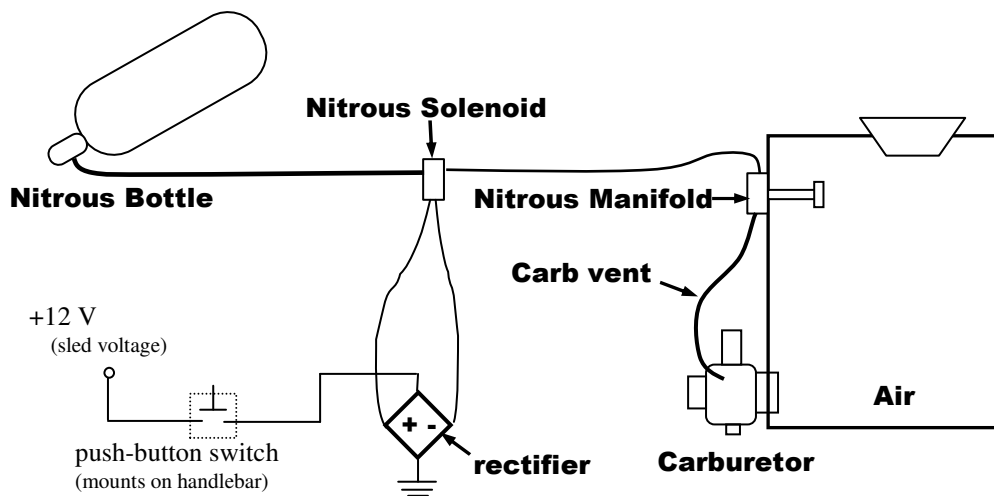 Nitrous Solenoid
Nitrous Bottle
Nitrous Manifold
Carb vent
+12 V
(sled voltage)
Air
+ -
push-button switch
(mounts on handlebar)
rectifier
Carburetor